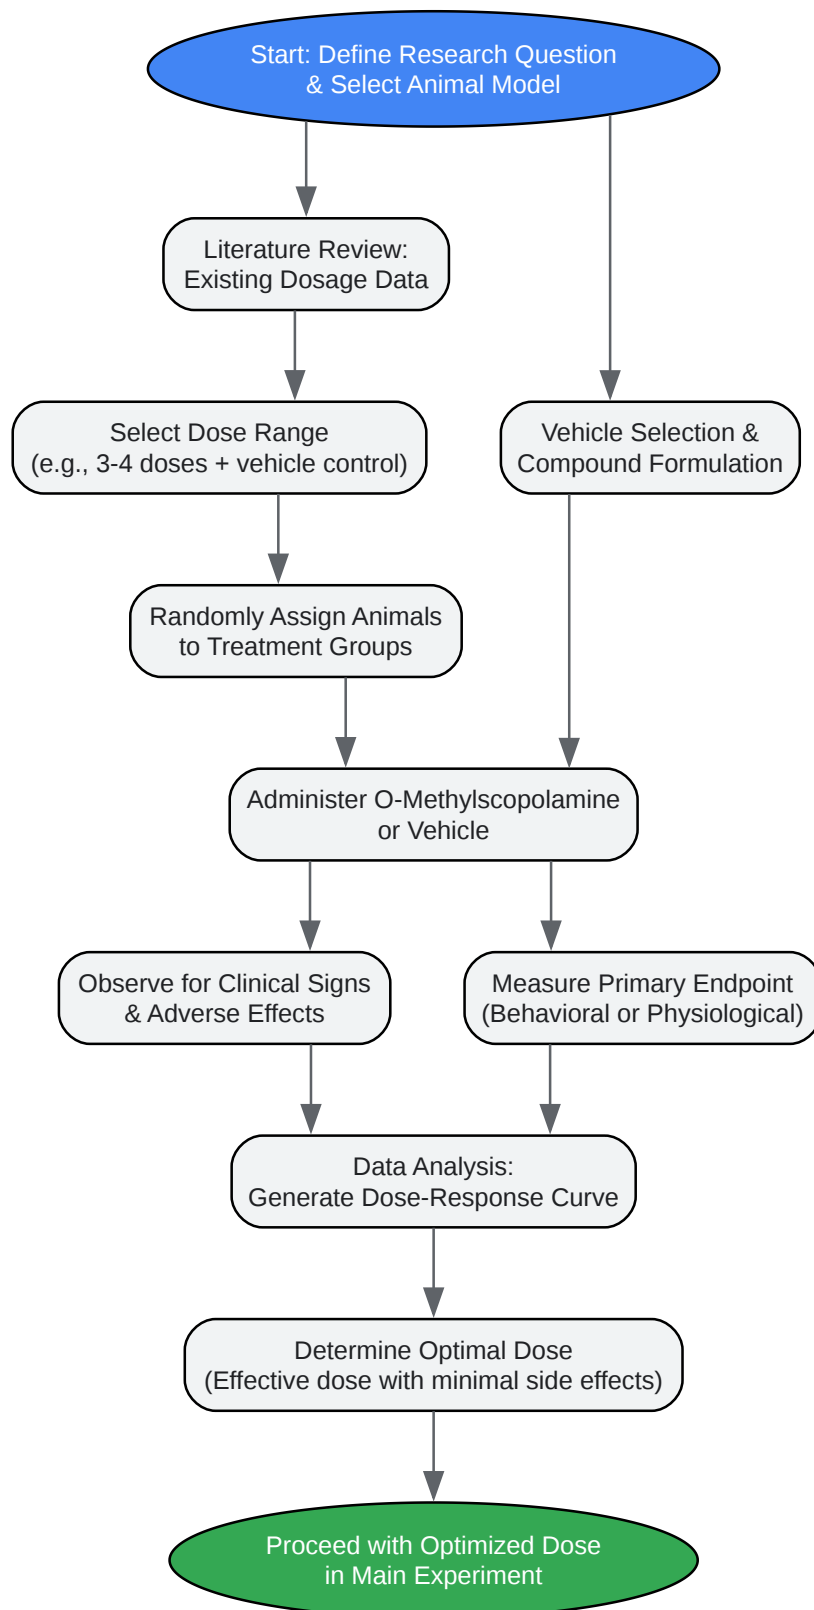 Start: Define Research Question
& Select Animal Model
Literature Review:
Existing Dosage Data
Select Dose Range
(e.g., 3-4 doses + vehicle control)
Vehicle Selection &
Compound Formulation
Randomly Assign Animals
to Treatment Groups
Administer O-Methylscopolamine
or Vehicle
Observe for Clinical Signs
& Adverse Effects
Measure Primary Endpoint
(Behavioral or Physiological)
Data Analysis:
Generate Dose-Response Curve
Determine Optimal Dose
(Effective dose with minimal side effects)
Proceed with Optimized Dose
in Main Experiment